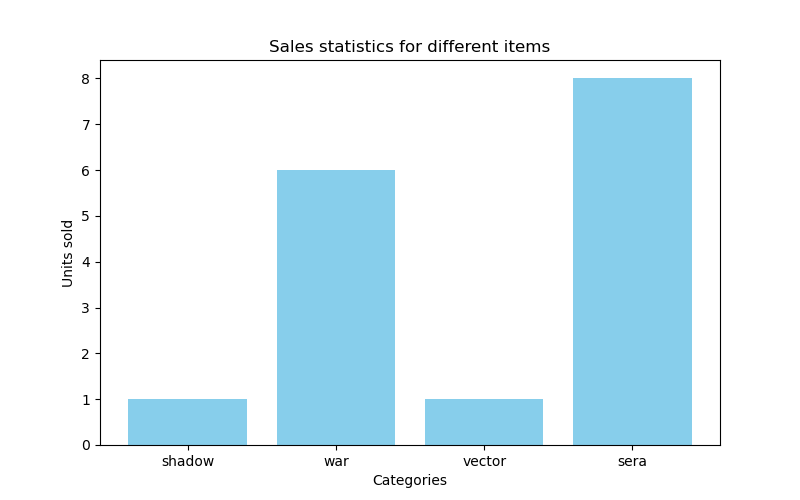 Sales statistics for different items
8
7
6
5
4
3
2
1
0
Units sold
shadow war vector sera
Categories